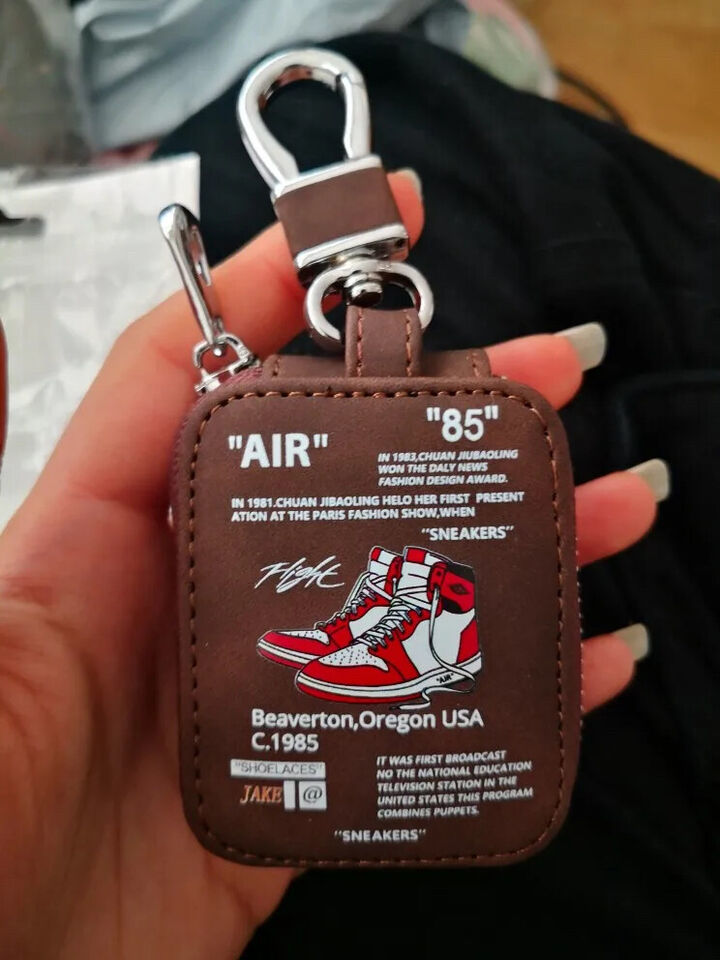 "AIR"
"85"
IN 1983,CHUAN JIUBAOLING
WON THE DALY NEWS
FASHION DESIGN AWARD.
IN 1981.CHUAN JIBAOLING HELO HER FIRST PRESENT
ATION AT THE PARIS FASHION SHOW,WHEN
"SNEAKERS"
Flight
"AIR"
Beaverton,Oregon USA
C.1985
"SHOELACES"
JAKE @
IT WAS FIRST BROADCAST
NO THE NATIONAL EDUCATION
TELEVISION STATION IN THE
UNITED STATES THIS PROGRAM
COMBINES PUPPETS.
"SNEAKERS"